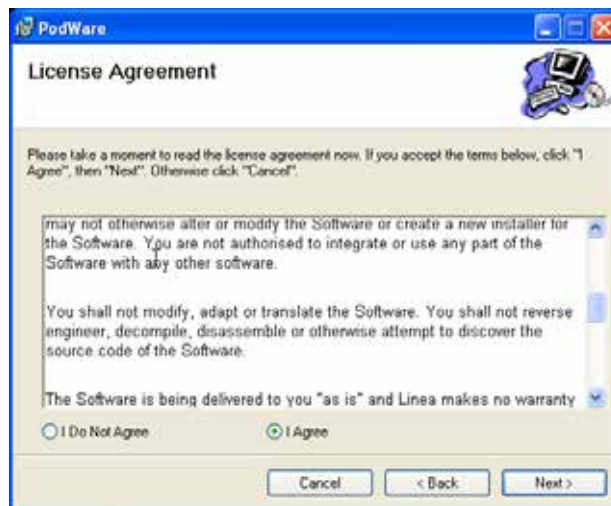 PodWare
License Agreement
Please take a moment to read the license agreement now. If you accept the terms below, click "I
Agree", then "Next". Otherwise click "Cancel".
may not otherwise alter or modify the Software or create a new installer for
the Software. You are not authorised to integrate or use any part of the
Software with any other software.
You shall not modify, adapt or translate the Software. You shall not reverse
engineer, decompile, disassemble or otherwise attempt to discover the
source code of the Software.
The Software is being delivered to you "as is" and Linea makes no warranty
I Do Not Agree
I Agree
Cancel
< Back
Next >